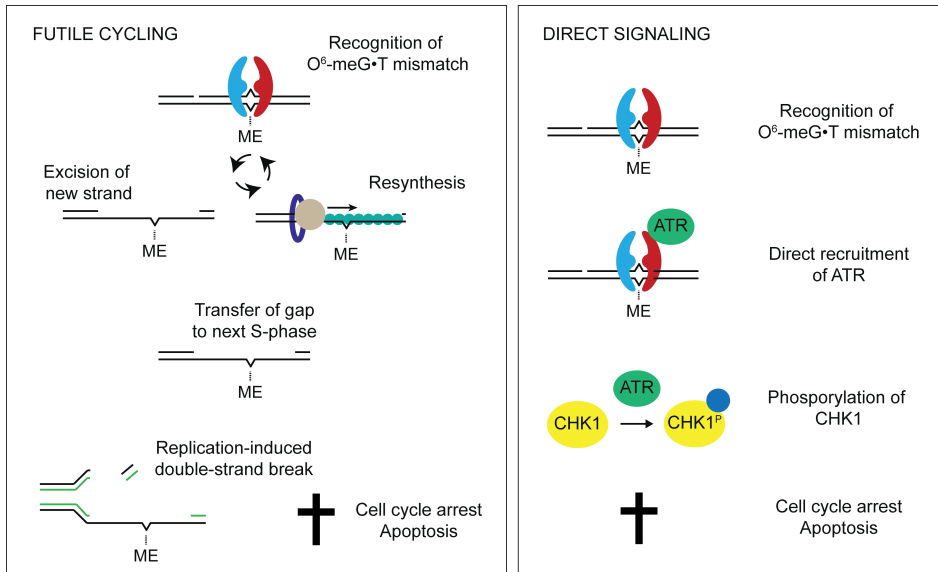 FUTILE CYCLING
Recognition of
O⁶-meG•T mismatch
ME
Excision of
new strand
ME
Resynthesis
ME
Transfer of gap
to next S-phase
ME
Replication-induced
double-strand break
ME
Cell cycle arrest
Apoptosis
DIRECT SIGNALING
Recognition of
O⁶-meG•T mismatch
ME
ATR
Direct recruitment
of ATR
ME
ATR
CHK1
CHK1ᴾ
Phosporylation of
CHK1
Cell cycle arrest
Apoptosis